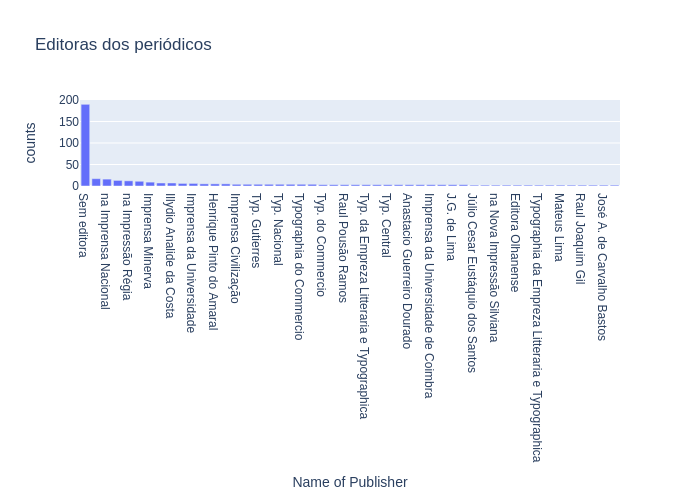 Editoras dos periódicos
counts
200
150
100
50
0
Sem editora
na Imprensa Nacional
na Impressão Régia
Imprensa Minerva
Illydio Analide da Costa
Imprensa da Universidade
Henrique Pinto do Amaral
Imprensa Civilização
Typ. Gutierres
Typ. Nacional
Typographia do Commercio
Typ. do Commercio
Raul Pousão Ramos
Typ. da Empreza Litteraria e Typographica
Typ. Central
Anastacio Guerreiro Dourado
Imprensa da Universidade de Coimbra
J.G. de Lima
Júlio Cesar Eustáquio dos Santos
na Nova Impressão Silviana
Editora Olhanense
Typographia da Empreza Litteraria e Typographica
Mateus Lima
Raul Joaquim Gil
José A. de Carvalho Bastos
Name of Publisher